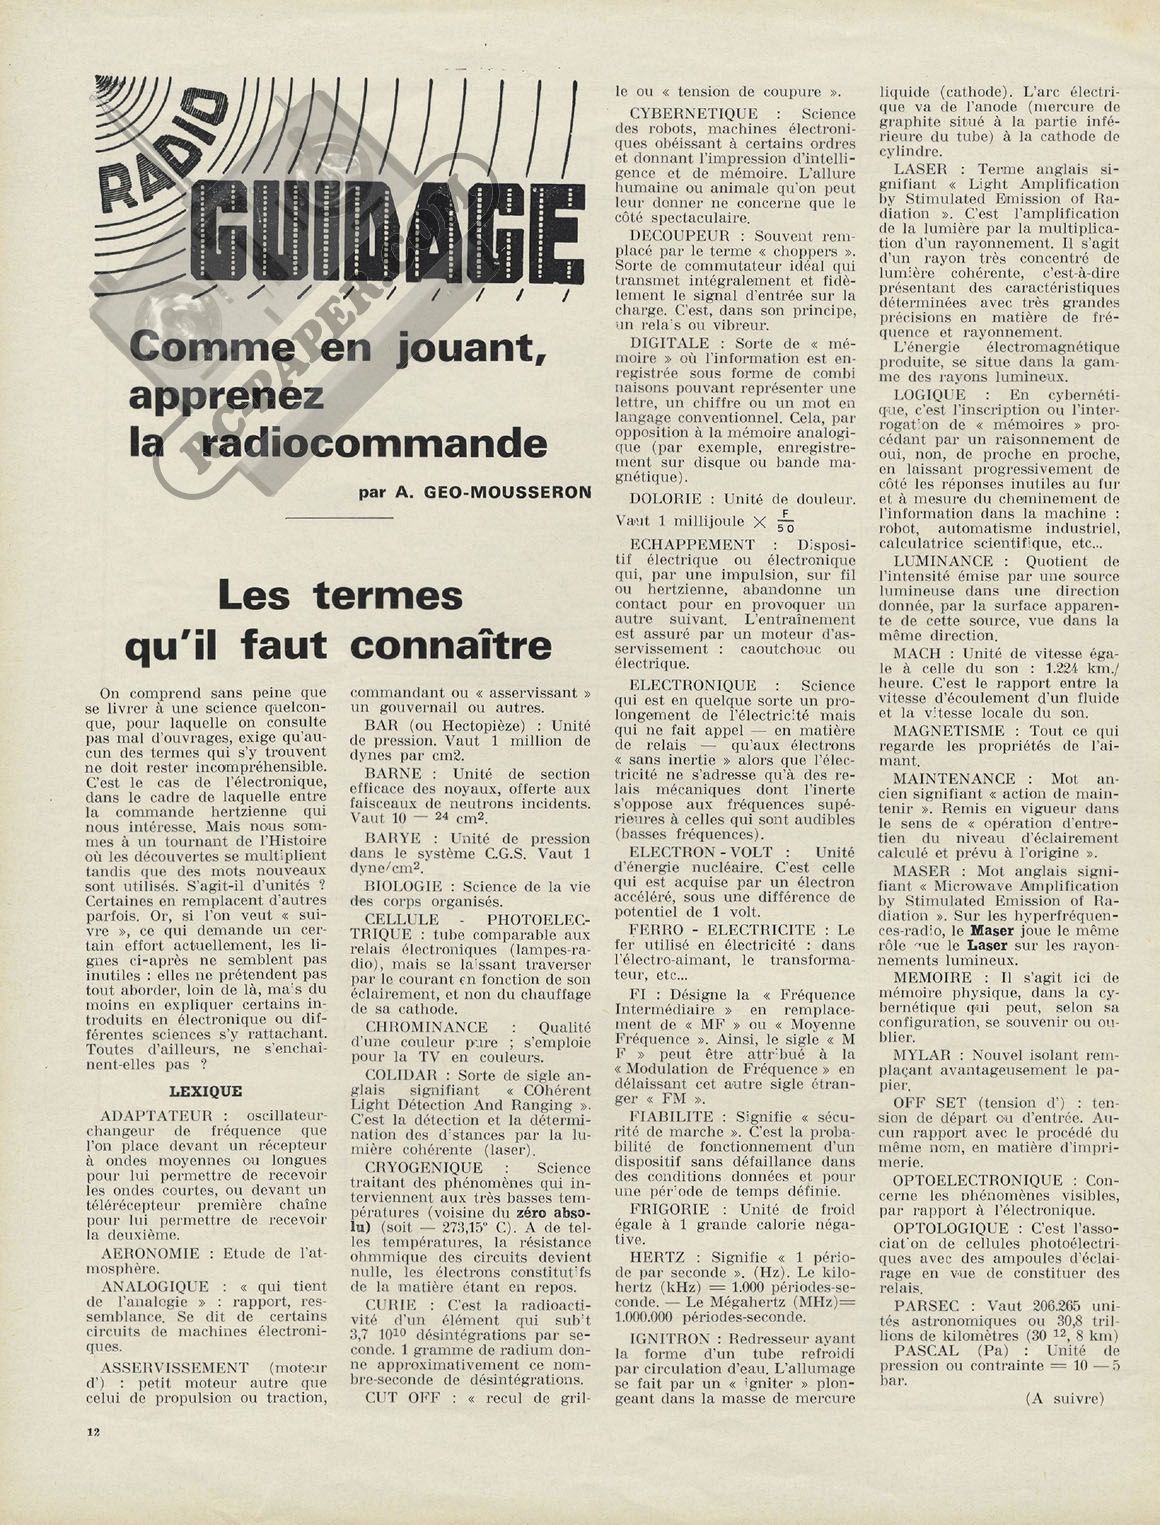 RADIO
GUIDAGE
PC-PAPER.COM
Comme en jouant,
apprenez
la radiocommande
par A. GEO-MOUSSERON
Les termes
qu'il faut connaître
On comprend sans peine que
se livrer à une science quelcon-
que, pour laquelle on consulte
pas mal d'ouvrages, exige qu'au-
cun des termes qui s'y trouvent
ne doit rester incompréhensible.
C'est le cas de l'électronique,
dans le cadre de laquelle entre
la commande hertzienne qui
nous intéresse. Mais nous som-
mes à un tournant de l'Histoire
où les découvertes se multiplient
tandis que des mots nouveaux
sont utilisés. S'agit-il d'unités ?
Certaines en remplacent d'autres
parfois. Or, si l'on veut « sui-
vre », ce qui demande un cer-
tain effort actuellement, les li-
gnes ci-après ne semblent pas
inutiles : elles ne prétendent pas
tout aborder, loin de là, mais du
moins en expliquer certains in-
troduits en électronique ou dif-
férentes sciences s'y rattachant.
Toutes d'ailleurs, ne s'enchaî-
nent-elles pas ?
LEXIQUE
ADAPTATEUR : oscillateur-
changeur de fréquence que
l'on place devant un récepteur
à ondes moyennes ou longues
pour lui permettre de recevoir
les ondes courtes, ou devant un
télérécepteur première chaîne
pour lui permettre de recevoir
la deuxième.
AERONOMIE : Etude de l'at-
mosphère.
ANALOGIQUE : « qui tient
de l'analogie » : rapport, res-
semblance. Se dit de certains
circuits de machines électroni-
ques.
ASSERVISSEMENT (moteur
d') : petit moteur autre que
celui de propulsion ou traction,
commandant ou « asservissant »
un gouvernail ou autres.
BAR (ou Hectopièze) : Unité
de pression. Vaut 1 million de
dynes par cm2.
BARNE : Unité de section
efficace des noyaux, offerte aux
faisceaux de neutrons incidents.
Vaut 10 — 24 cm2.
BARYE : Unité de pression
dans le système C.G.S. Vaut 1
dyne/cm2.
BIOLOGIE : Science de la vie
des corps organisés.
CELLULE - PHOTOELEC-
TRIQUE : tube comparable aux
relais électroniques (lampes-ra-
dio), mais se laissant traverser
par le courant en fonction de son
éclairement, et non du chauffage
de sa cathode.
CHROMINANCE : Qualité
d'une couleur pure ; s'emploie
pour la TV en couleurs.
COLIDAR : Sorte de sigle an-
glais signifiant « COhérent
Light Détection And Ranging ».
C'est la détection et la détermi-
nation des distances par la lu-
mière cohérente (laser).
CRYOGENIQUE : Science
traitant des phénomènes qui in-
terviennent aux très basses tem-
pératures (voisine du zéro abso-
lu) (soit — 273,15° C). A de tel-
les températures, la résistance
ohmmique des circuits devient
nulle, les électrons constitutifs
de la matière étant en repos.
CURIE : C'est la radioacti-
vité d'un élément qui subit
3,7 1010 désintégrations par se-
conde. 1 gramme de radium don-
ne approximativement ce nom-
bre-seconde de désintégrations.
CUT OFF : « recul de gril-
le ou « tension de coupure ».
CYBERNETIQUE : Science
des robots, machines électroni-
ques obéissant à certains ordres
et donnant l'impression d'intelli-
gence et de mémoire. L'allure
humaine ou animale qu'on peut
leur donner ne concerne que le
côté spectaculaire.
DECOUPEUR : Souvent rem-
placé par le terme « choppers ».
Sorte de commutateur idéal qui
transmet intégralement et fidè-
lement le signal d'entrée sur la
charge. C'est, dans son principe,
un relais ou vibreur.
DIGITALE : Sorte de « mé-
moire » où l'information est en-
registrée sous forme de combi
naisons pouvant représenter une
lettre, un chiffre ou un mot en
langage conventionnel. Cela, par
opposition à la mémoire analogi-
que (par exemple, enregistre-
ment sur disque ou bande ma-
gnétique).
DOLORIE : Unité de douleur.
Vaut 1 millijoule × F/50
ECHAPPEMENT : Disposi-
tif électrique ou électronique
qui, par une impulsion, sur fil
ou hertzienne, abandonne un
contact pour en provoquer un
autre suivant. L'entraînement
est assuré par un moteur d'as-
servissement : caoutchouc ou
électrique.
ELECTRONIQUE : Science
qui est en quelque sorte un pro-
longement de l'électricité mais
qui ne fait appel — en matière
de relais — qu'aux électrons
« sans inertie » alors que l'élec-
tricité ne s'adresse qu'à des re-
lais mécaniques dont l'inerte
s'oppose aux fréquences supé-
rieures à celles qui sont audibles
(basses fréquences).
ELECTRON - VOLT : Unité
d'énergie nucléaire. C'est celle
qui est acquise par un électron
accéléré, sous une différence de
potentiel de 1 volt.
FERRO - ELECTRICITE : Le
fer utilisé en électricité : dans
l'électro-aimant, le transforma-
teur, etc...
FI : Désigne la « Fréquence
Intermédiaire » en remplace-
ment de « MF » ou « Moyenne
Fréquence ». Ainsi, le sigle « M
F » peut être attribué à la
« Modulation de Fréquence » en
délaissant cet autre sigle étran-
ger « FM ».
FIABILITE : Signifie « sécu-
rité de marche ». C'est la proba-
bilité de fonctionnement d'un
dispositif sans défaillance dans
des conditions données et pour
une période de temps définie.
FRIGORIE : Unité de froid
égale à 1 grande calorie néga-
tive.
HERTZ : Signifie « 1 pério-
de par seconde ». (Hz). Le kilo-
hertz (kHz) = 1.000 périodes-se-
conde. — Le Mégahertz (MHz)=
1.000.000 périodes-seconde.
IGNITRON : Redresseur ayant
la forme d'un tube refroidi
par circulation d'eau. L'allumage
se fait par un « igniter » plon-
geant dans la masse de mercure
liquide (cathode). L'arc électri-
que va de l'anode (mercure de
graphite situé à la partie infé-
rieure du tube) à la cathode de
cylindre.
LASER : Terme anglais si-
gnifiant « Light Amplification
by Stimulated Emission of Ra-
diation ». C'est l'amplification
de la lumière par la multiplica-
tion d'un rayonnement. Il s'agit
d'un rayon très concentré de
lumière cohérente, c'est-à-dire
présentant des caractéristiques
déterminées avec très grandes
précisions en matière de fré-
quence et rayonnement.
L'énergie électromagnétique
produite, se situe dans la gam-
me des rayons lumineux.
LOGIQUE : En cybernéti-
que, c'est l'inscription ou l'inter-
rogation de « mémoires » pro-
cédant par un raisonnement de
oui, non, de proche en proche,
en laissant progressivement de
côté les réponses inutiles au fur
et à mesure du cheminement de
l'information dans la machine :
robot, automatisme industriel,
calculatrice scientifique, etc...
LUMINANCE : Quotient de
l'intensité émise par une source
lumineuse dans une direction
donnée, par la surface apparen-
te de cette source, vue dans la
même direction.
MACH : Unité de vitesse éga-
le à celle du son : 1.224 km./
heure. C'est le rapport entre la
vitesse d'écoulement d'un fluide
et la vitesse locale du son.
MAGNETISME : Tout ce qui
regarde les propriétés de l'ai-
mant.
MAINTENANCE : Mot an-
cien signifiant « action de main-
tenir ». Remis en vigueur dans
le sens de « opération d'entre-
tien du niveau d'éclairement
calculé et prévu à l'origine ».
MASER : Mot anglais signi-
fiant « Microwave Amplification
by Stimulated Emission of Ra-
diation ». Sur les hyperfréquen-
ces-radio, le Maser joue le même
rôle que le Laser sur les rayon-
nements lumineux.
MEMOIRE : Il s'agit ici de
mémoire physique, dans la cy-
bernétique qui peut, selon sa
configuration, se souvenir ou ou-
blier.
MYLAR : Nouvel isolant rem-
plaçant avantageusement le pa-
pier.
OFF SET (tension d') : ten-
sion de départ ou d'entrée. Au-
cun rapport avec le procédé du
même nom, en matière d'impri-
merie.
OPTOELECTRONIQUE : Con-
cerne les phénomènes visibles,
par rapport à l'électronique.
OPTOLOGIQUE : C'est l'asso-
ciation de cellules photoélectri-
ques avec des ampoules d'éclai-
rage en vue de constituer des
relais.
PARSEC : Vaut 206.265 uni-
tés astronomiques ou 30,8 tril-
lions de kilomètres (30 12, 8 km)
PASCAL (Pa) : Unité de
pression ou contrainte = 10 — 5
bar.
(A suivre)
12